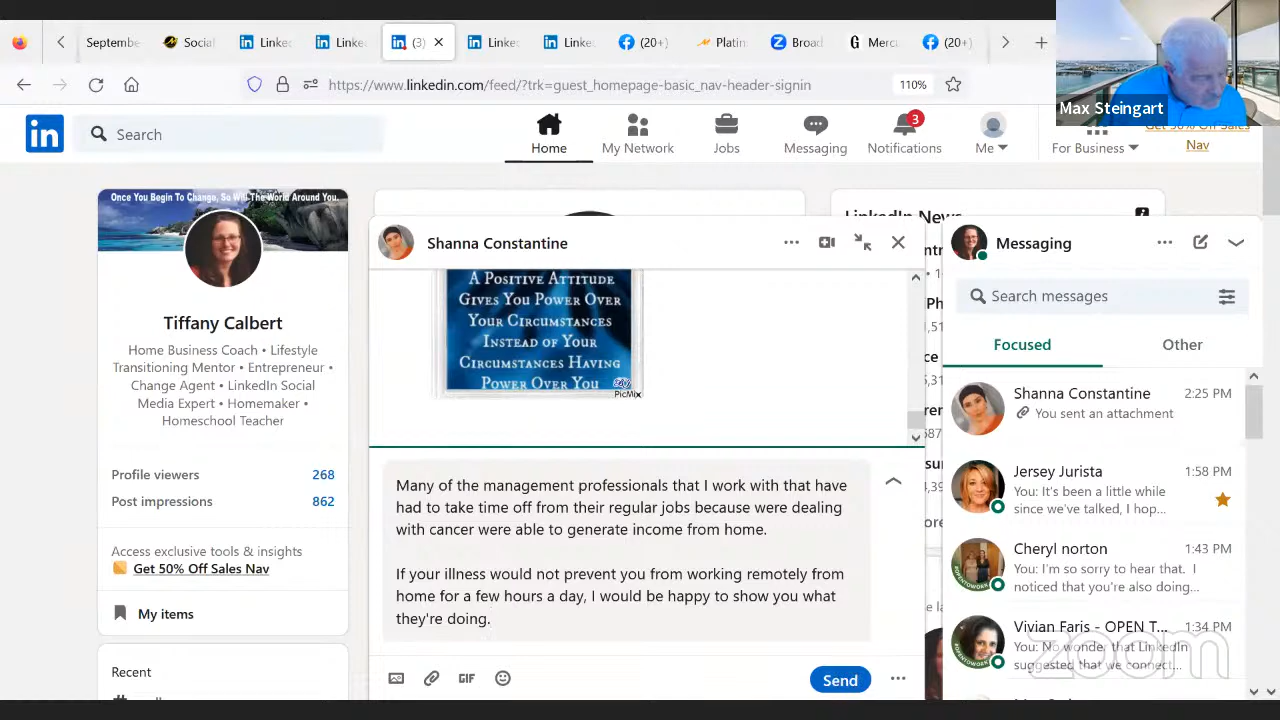 Septembe
Social
Linkec
Linke
(3)
Linke
Linke
(20+)
Platin
Broad
Merc
(20+)
https://www.linkedin.com/feed/?trk=guest_homepage-basic_nav-header-signin
110%
Max Steingart
in
Search
Home
My Network
Jobs
Messaging
3
Notifications
Me
For Business
Get 50% Off Sales
Nav
Once You Begin To Change, So Will The World Around You.
Tiffany Calbert
Home Business Coach • Lifestyle
Transitioning Mentor • Entrepreneur •
Change Agent • LinkedIn Social
Media Expert • Homemaker •
Homeschool Teacher
Profile viewers 268
Post impressions 862
Access exclusive tools & insights
Get 50% Off Sales Nav
My items
Recent
LinkedIn News
Shanna Constantine
A Positive Attitude
Gives You Power Over
Your Circumstances
Instead of Your
Circumstances Having
Power Over You
PicMix
Many of the management professionals that I work with that have
had to take time off from their regular jobs because were dealing
with cancer were able to generate income from home.
If your illness would not prevent you from working remotely from
home for a few hours a day, I would be happy to show you what
they're doing.
GIF
Send
Messaging
Search messages
Focused
Other
Shanna Constantine 2:25 PM
You sent an attachment
Jersey Jurista 1:58 PM
You: It's been a little while
since we've talked, I hop...
Cheryl norton 1:43 PM
You: I'm so sorry to hear that. I
noticed that you're also doing...
Vivian Faris - OPEN T... 1:34 PM
You: No wonder that LinkedIn
suggested that we connect...
zoom